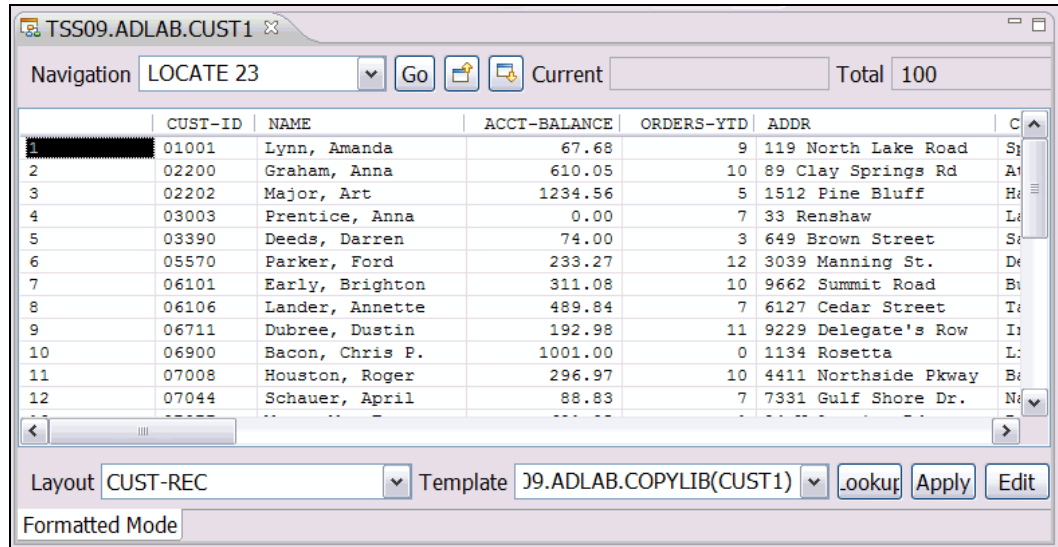 TSS09.ADLAB.CUST1
Navigation LOCATE 23 Go Current Total 100
CUST-ID NAME ACCT-BALANCE ORDERS-YTD ADDR C
1 01001 Lynn, Amanda 67.68 9 119 North Lake Road
2 02200 Graham, Anna 610.05 10 89 Clay Springs Rd
3 02202 Major, Art 1234.56 5 1512 Pine Bluff
4 03003 Prentice, Anna 0.00 7 33 Renshaw
5 03390 Deeds, Darren 74.00 3 649 Brown Street
6 05570 Parker, Ford 233.27 12 3039 Manning St.
7 06101 Early, Brighton 311.08 10 9662 Summit Road
8 06106 Lander, Annette 489.84 7 6127 Cedar Street
9 06711 Dubree, Dustin 192.98 11 9229 Delegate's Row
10 06900 Bacon, Chris P. 1001.00 0 1134 Rosetta
11 07008 Houston, Roger 296.97 10 4411 Northside Pkway
12 07044 Schauer, April 88.83 7 7331 Gulf Shore Dr.
Layout CUST-REC Template 09.ADLAB.COPYLIB(CUST1) Lookup Apply Edit
Formatted Mode